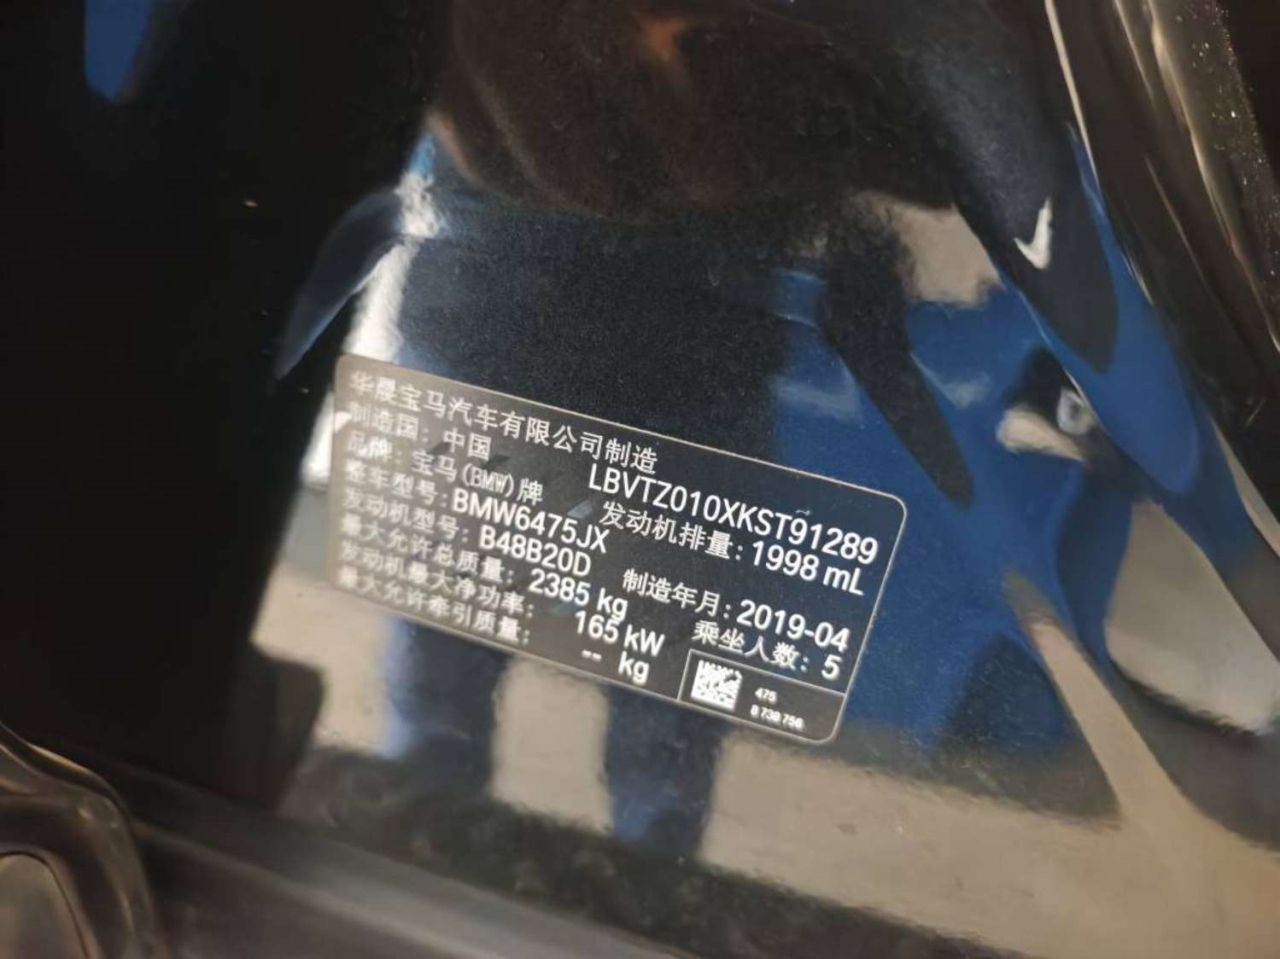 华晨宝马汽车有限公司制造
制造国：中国 LBVTZ010XKST91289
品牌：宝马(BMW)牌 发动机排量：1998 mL
整车型号：BMW6475JX
发动机型号：B48B20D 制造年月：2019-04
最大允许总质量：2385 kg 乘坐人数：5
发动机最大净功率：165 kW
最大允许牵引质量：-- kg
475
8 738 756